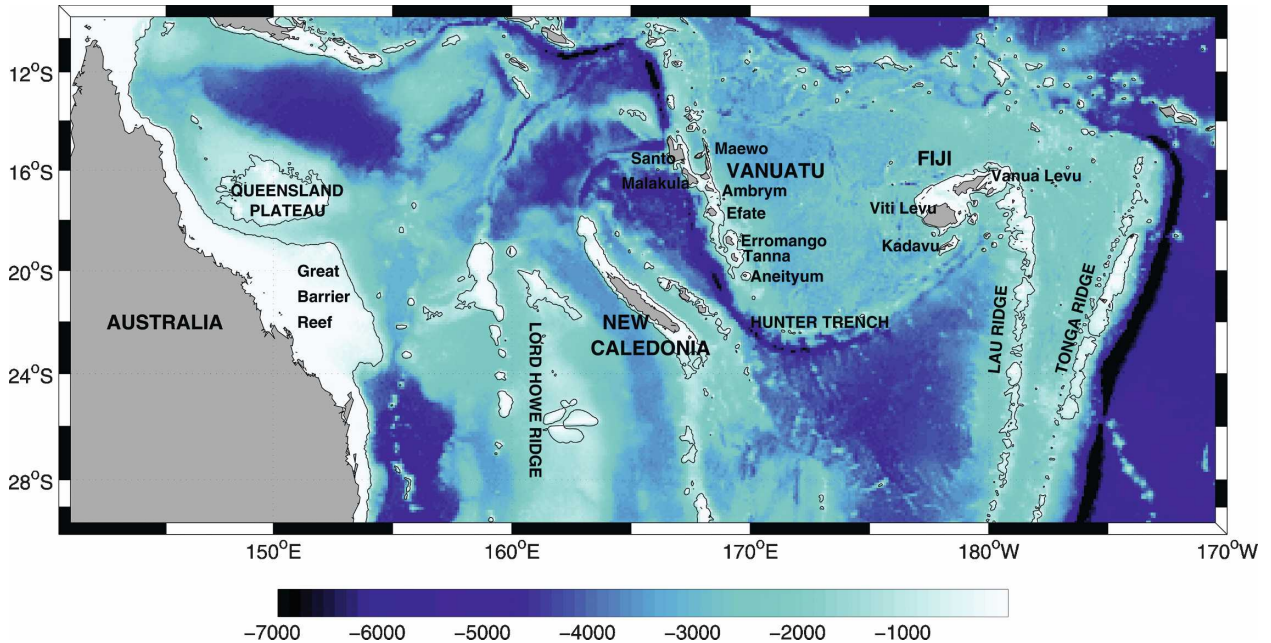 12°S
16°S
20°S
24°S
28°S
Santo
Maewo
VANUATU
FIJI
Vanua Levu
Malakula
Ambrym
QUEENSLAND
PLATEAU
Efate
Viti Levu
Erromango
Kadavu
Tanna
Aneityum
Great
Barrier
Reef
AUSTRALIA
NEW
CALEDONIA
HUNTER TRENCH
LORD HOWE RIDGE
LAU RIDGE
TONGA RIDGE
150°E
160°E
170°E
180°W
170°W
−7000
−6000
−5000
−4000
−3000
−2000
−1000